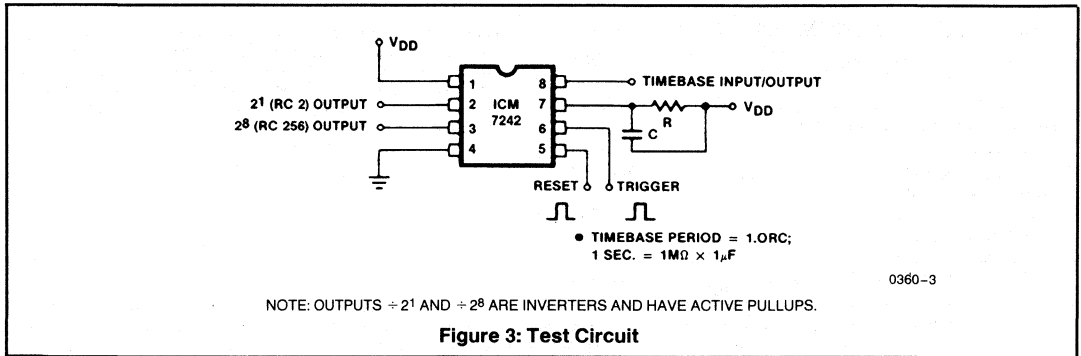 VDD
1
8
TIMEBASE INPUT/OUTPUT
2¹ (RC 2) OUTPUT
2
ICM
7242
7
R
VDD
2⁸ (RC 256) OUTPUT
3
6
C
4
5
RESET
TRIGGER
● TIMEBASE PERIOD = 1.ORC;
1 SEC. = 1MΩ × 1μF
0360–3
NOTE: OUTPUTS ÷2¹ AND ÷2⁸ ARE INVERTERS AND HAVE ACTIVE PULLUPS.
Figure 3: Test Circuit